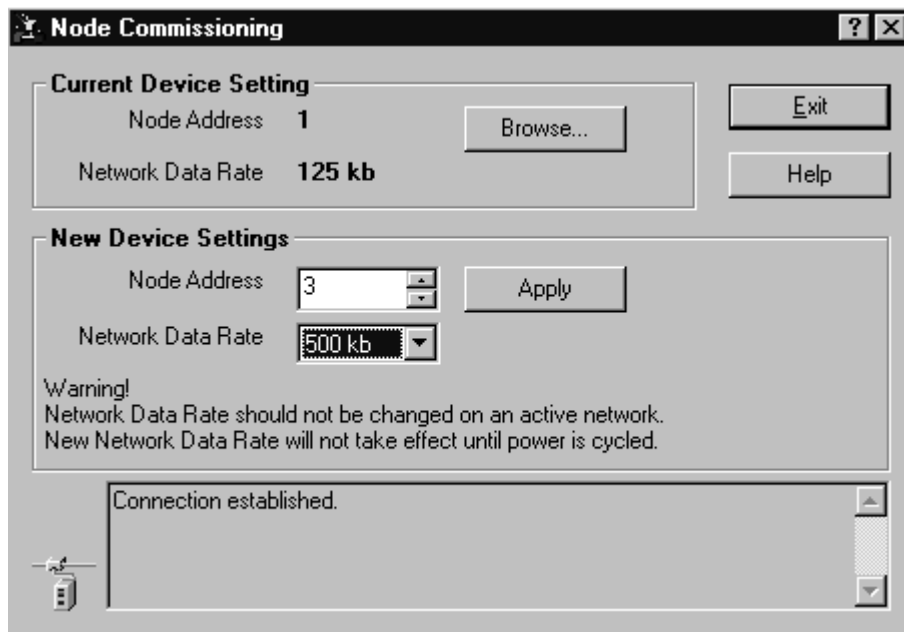 Node Commissioning
Current Device Setting
Node Address 1
Browse...
Network Data Rate 125 kb
Exit
Help
New Device Settings
Node Address 3
Apply
Network Data Rate 500 kb
Warning!
Network Data Rate should not be changed on an active network.
New Network Data Rate will not take effect until power is cycled.
Connection established.